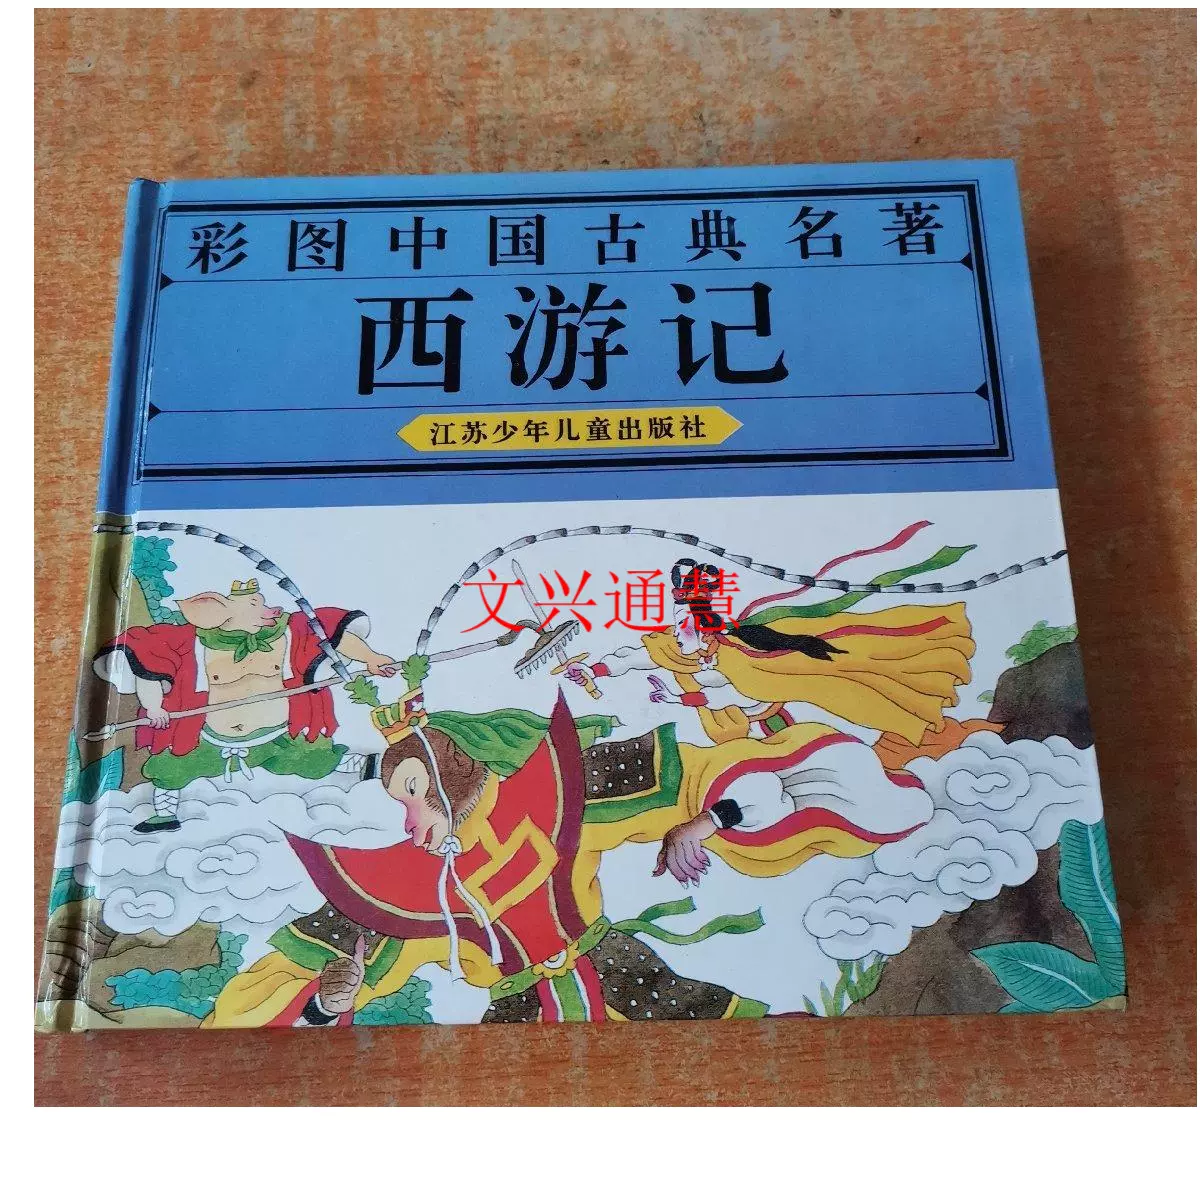 彩图中国古典名著
西游记
江苏少年儿童出版社
文兴通慧